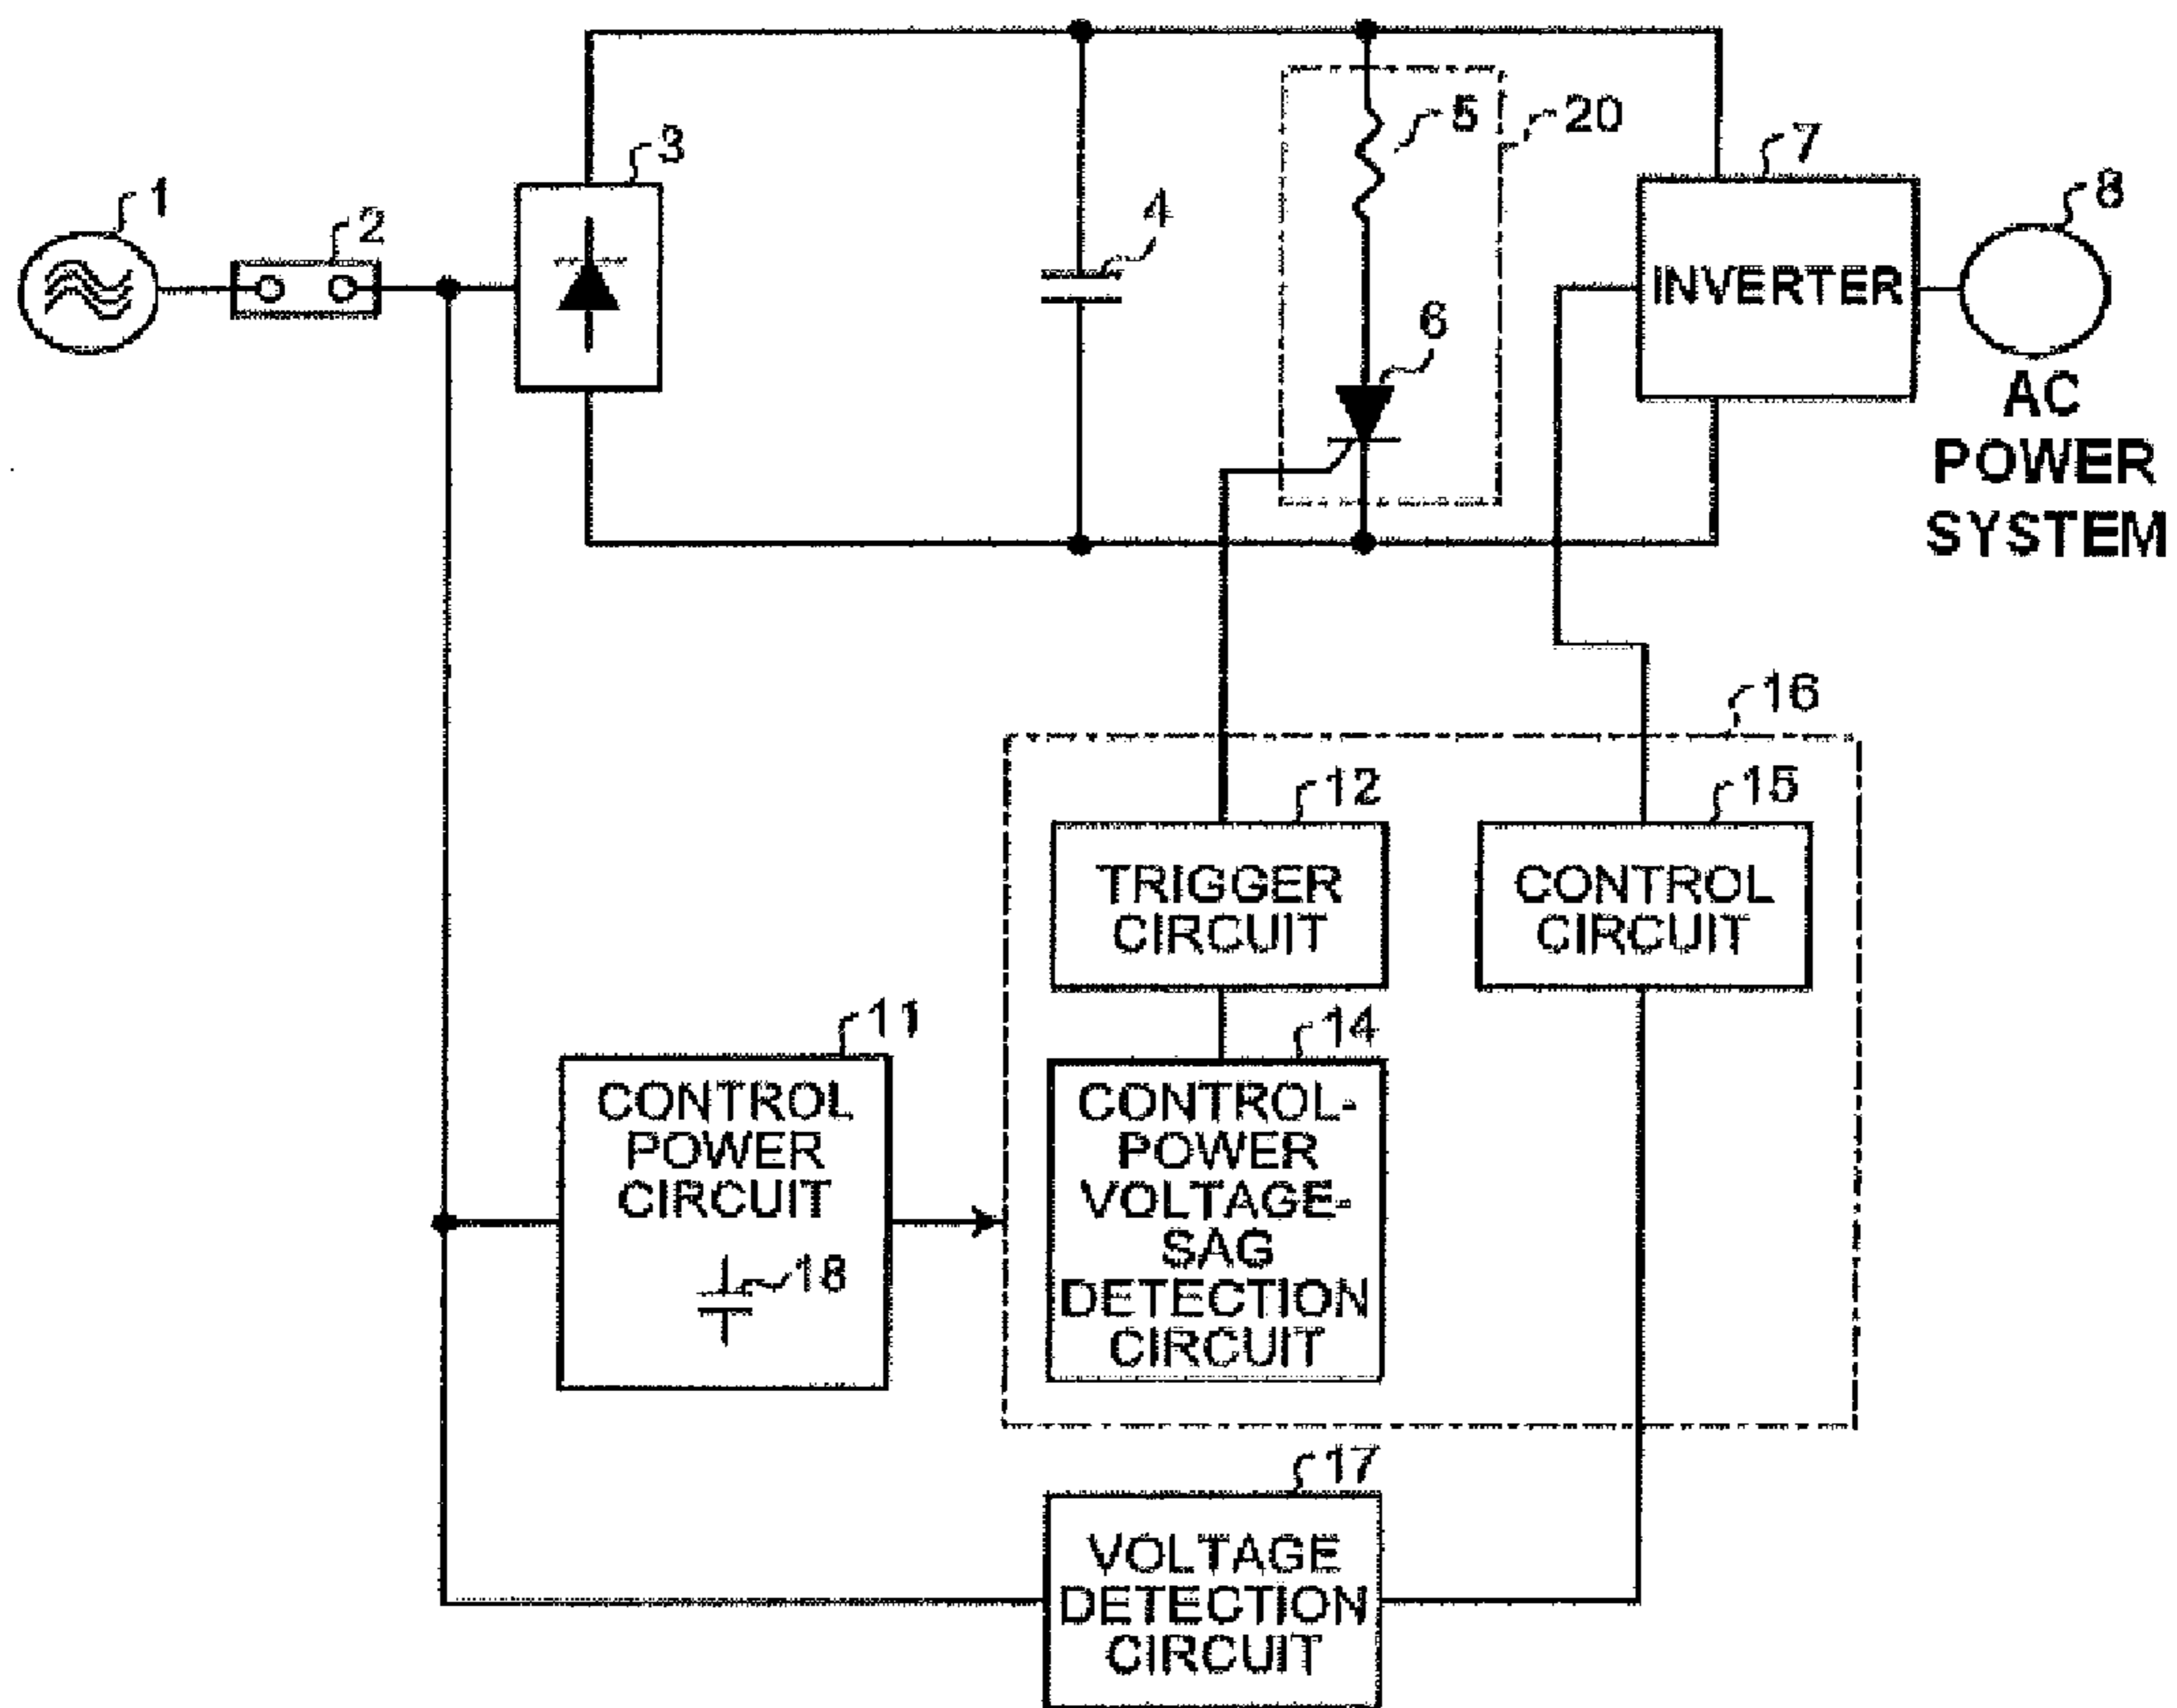 1
2
3
4
5
20
6
7
8
INVERTER
AC
POWER
SYSTEM
16
12
15
TRIGGER
CIRCUIT
CONTROL
CIRCUIT
11
14
CONTROL
POWER
CIRCUIT
18
CONTROL-
POWER
VOLTAGE-
SAG
DETECTION
CIRCUIT
17
VOLTAGE
DETECTION
CIRCUIT